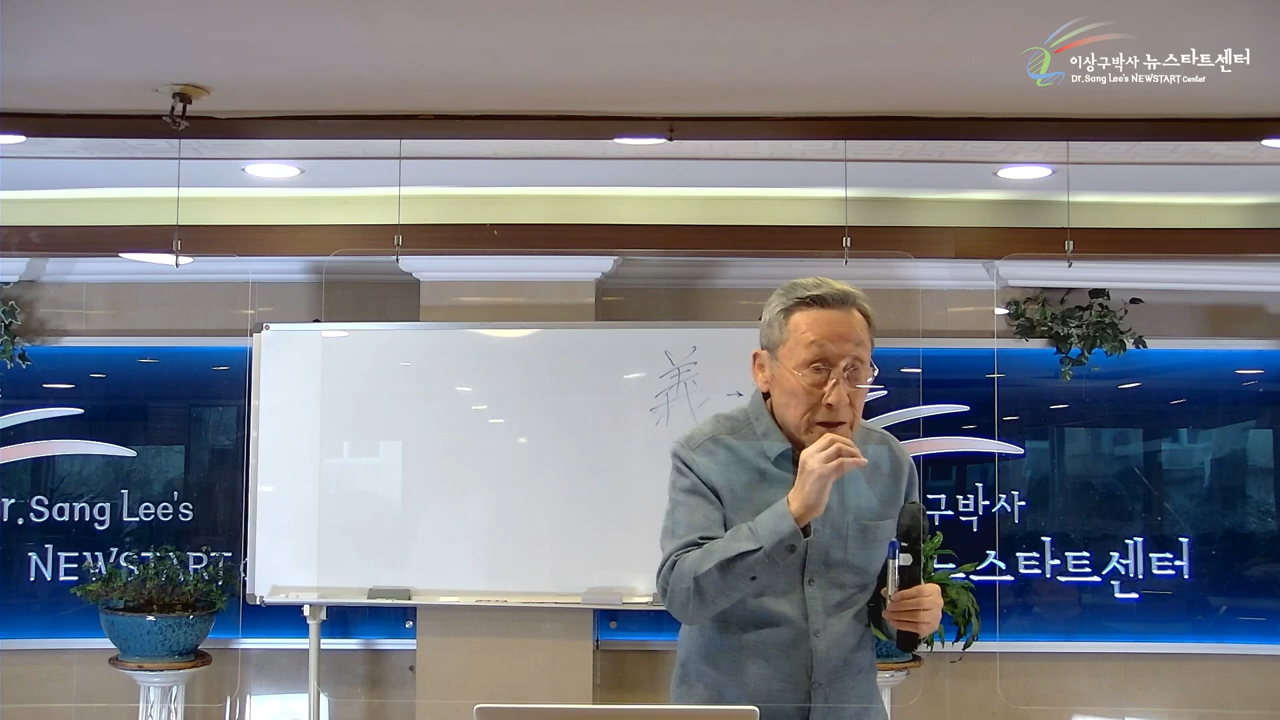 이상구박사 뉴스타트센터
Dr. Sang Lee's NEWSTART Center
義 →
r. Sang Lee's
NEWSTART
구박사
뉴스타트센터